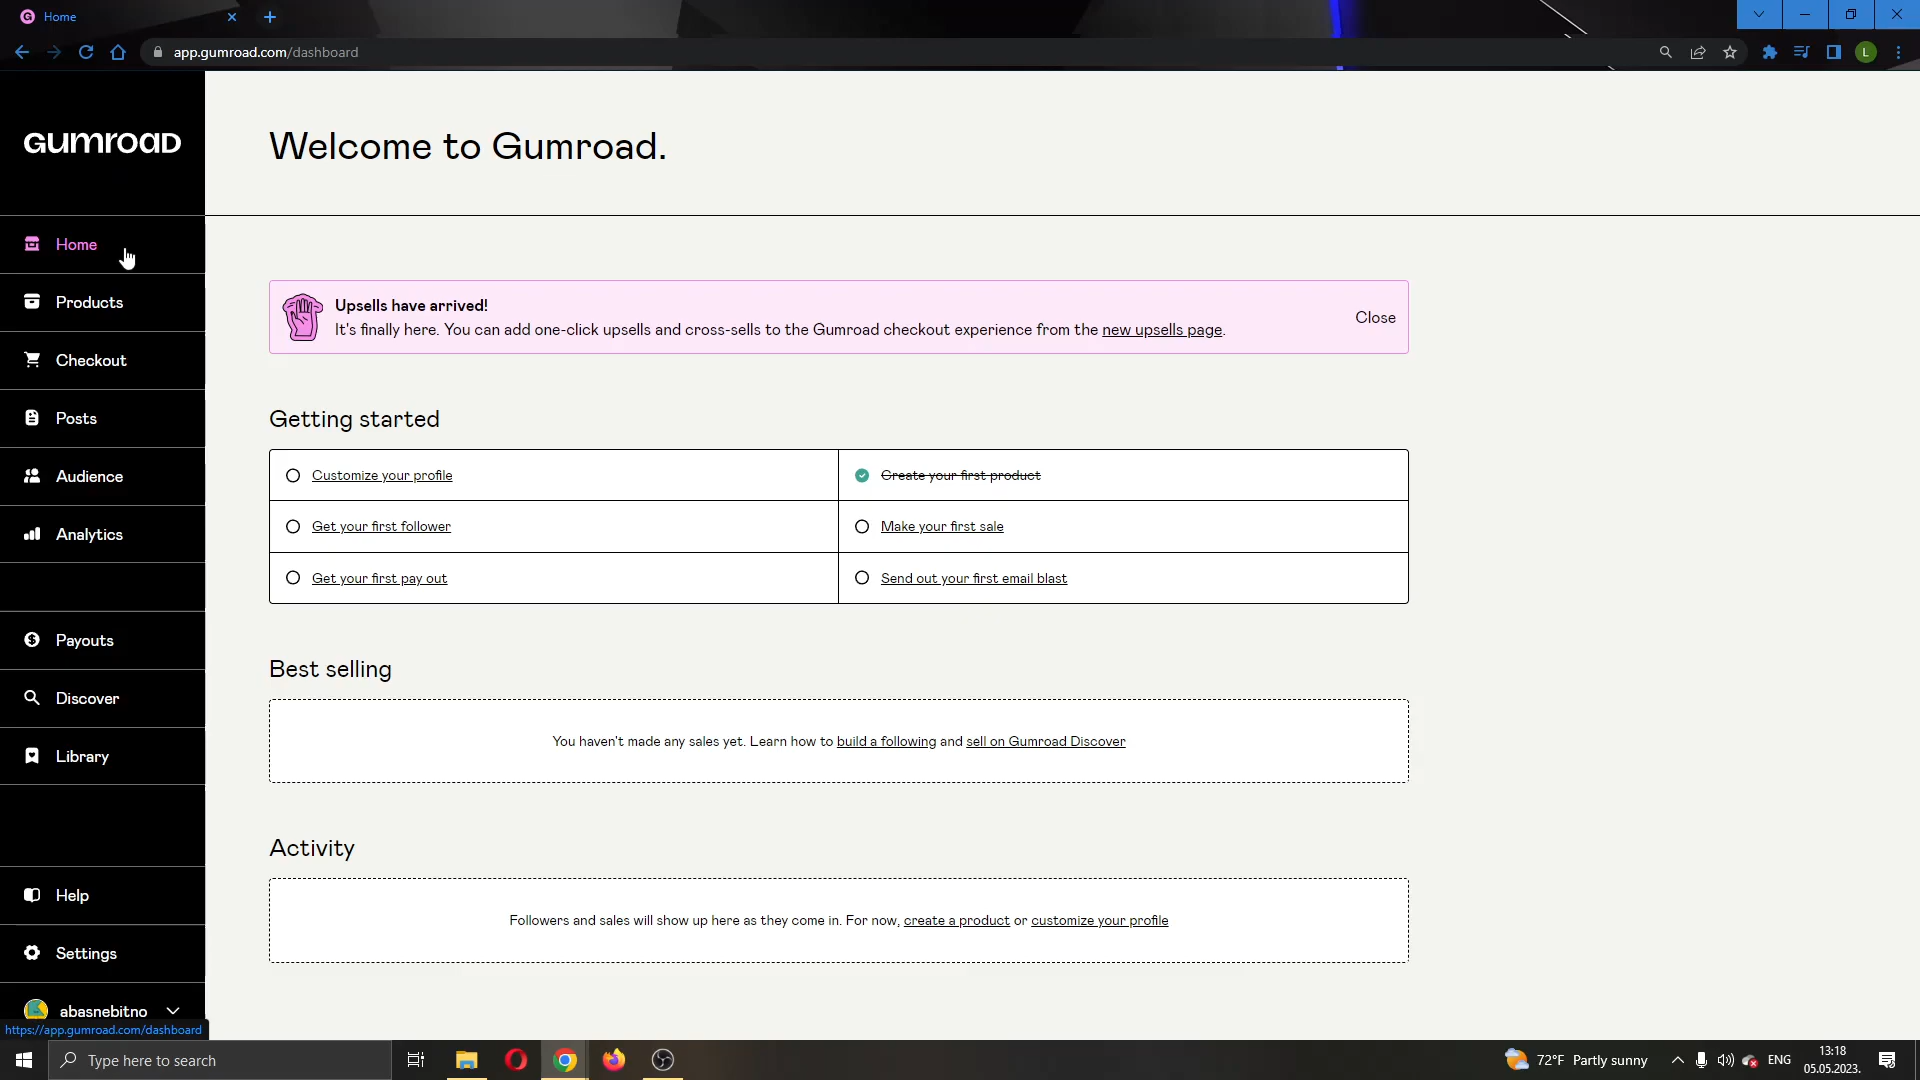 Home
app.gumroad.com/dashboard
L
GUMROAD
Home
Products
Checkout
Posts
Audience
Analytics
Payouts
Discover
Library
Help
Settings
abasnebitno
https://app.gumroad.com/dashboard
Welcome to Gumroad.
Upsells have arrived!
It's finally here. You can add one-click upsells and cross-sells to the Gumroad checkout experience from the new upsells page.
Close
Getting started
Customize your profile
Create your first product
Get your first follower
Make your first sale
Get your first pay out
Send out your first email blast
Best selling
You haven't made any sales yet. Learn how to build a following and sell on Gumroad Discover
Activity
Followers and sales will show up here as they come in. For now, create a product or customize your profile
Type here to search
72°F Partly sunny
ENG
13:18
05.05.2023.